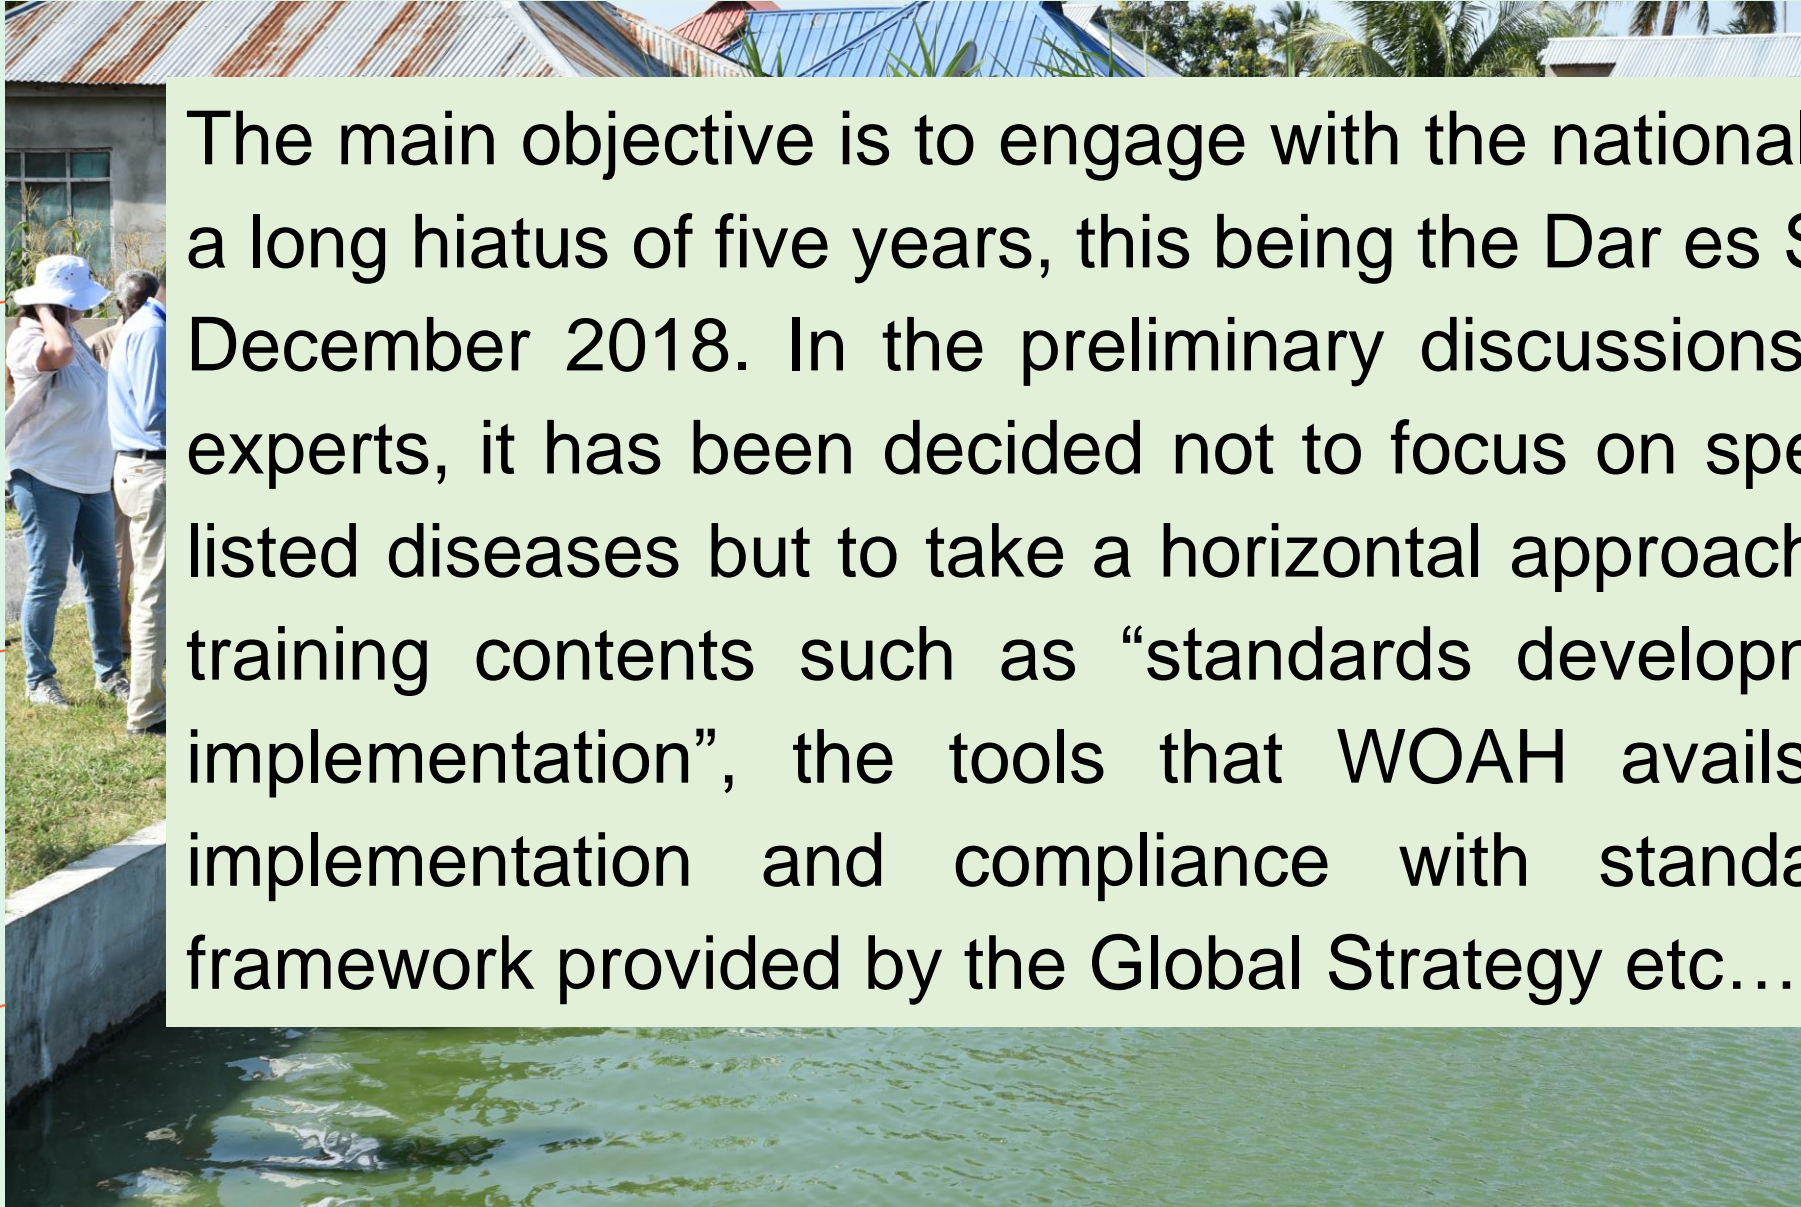 The main objective is to engage with the national
a long hiatus of five years, this being the Dar es
December 2018. In the preliminary discussions
experts, it has been decided not to focus on
listed diseases but to take a horizontal approach
training contents such as “standards
implementation”, the tools that WOAH avails
implementation and compliance with
framework provided by the Global Strategy etc…